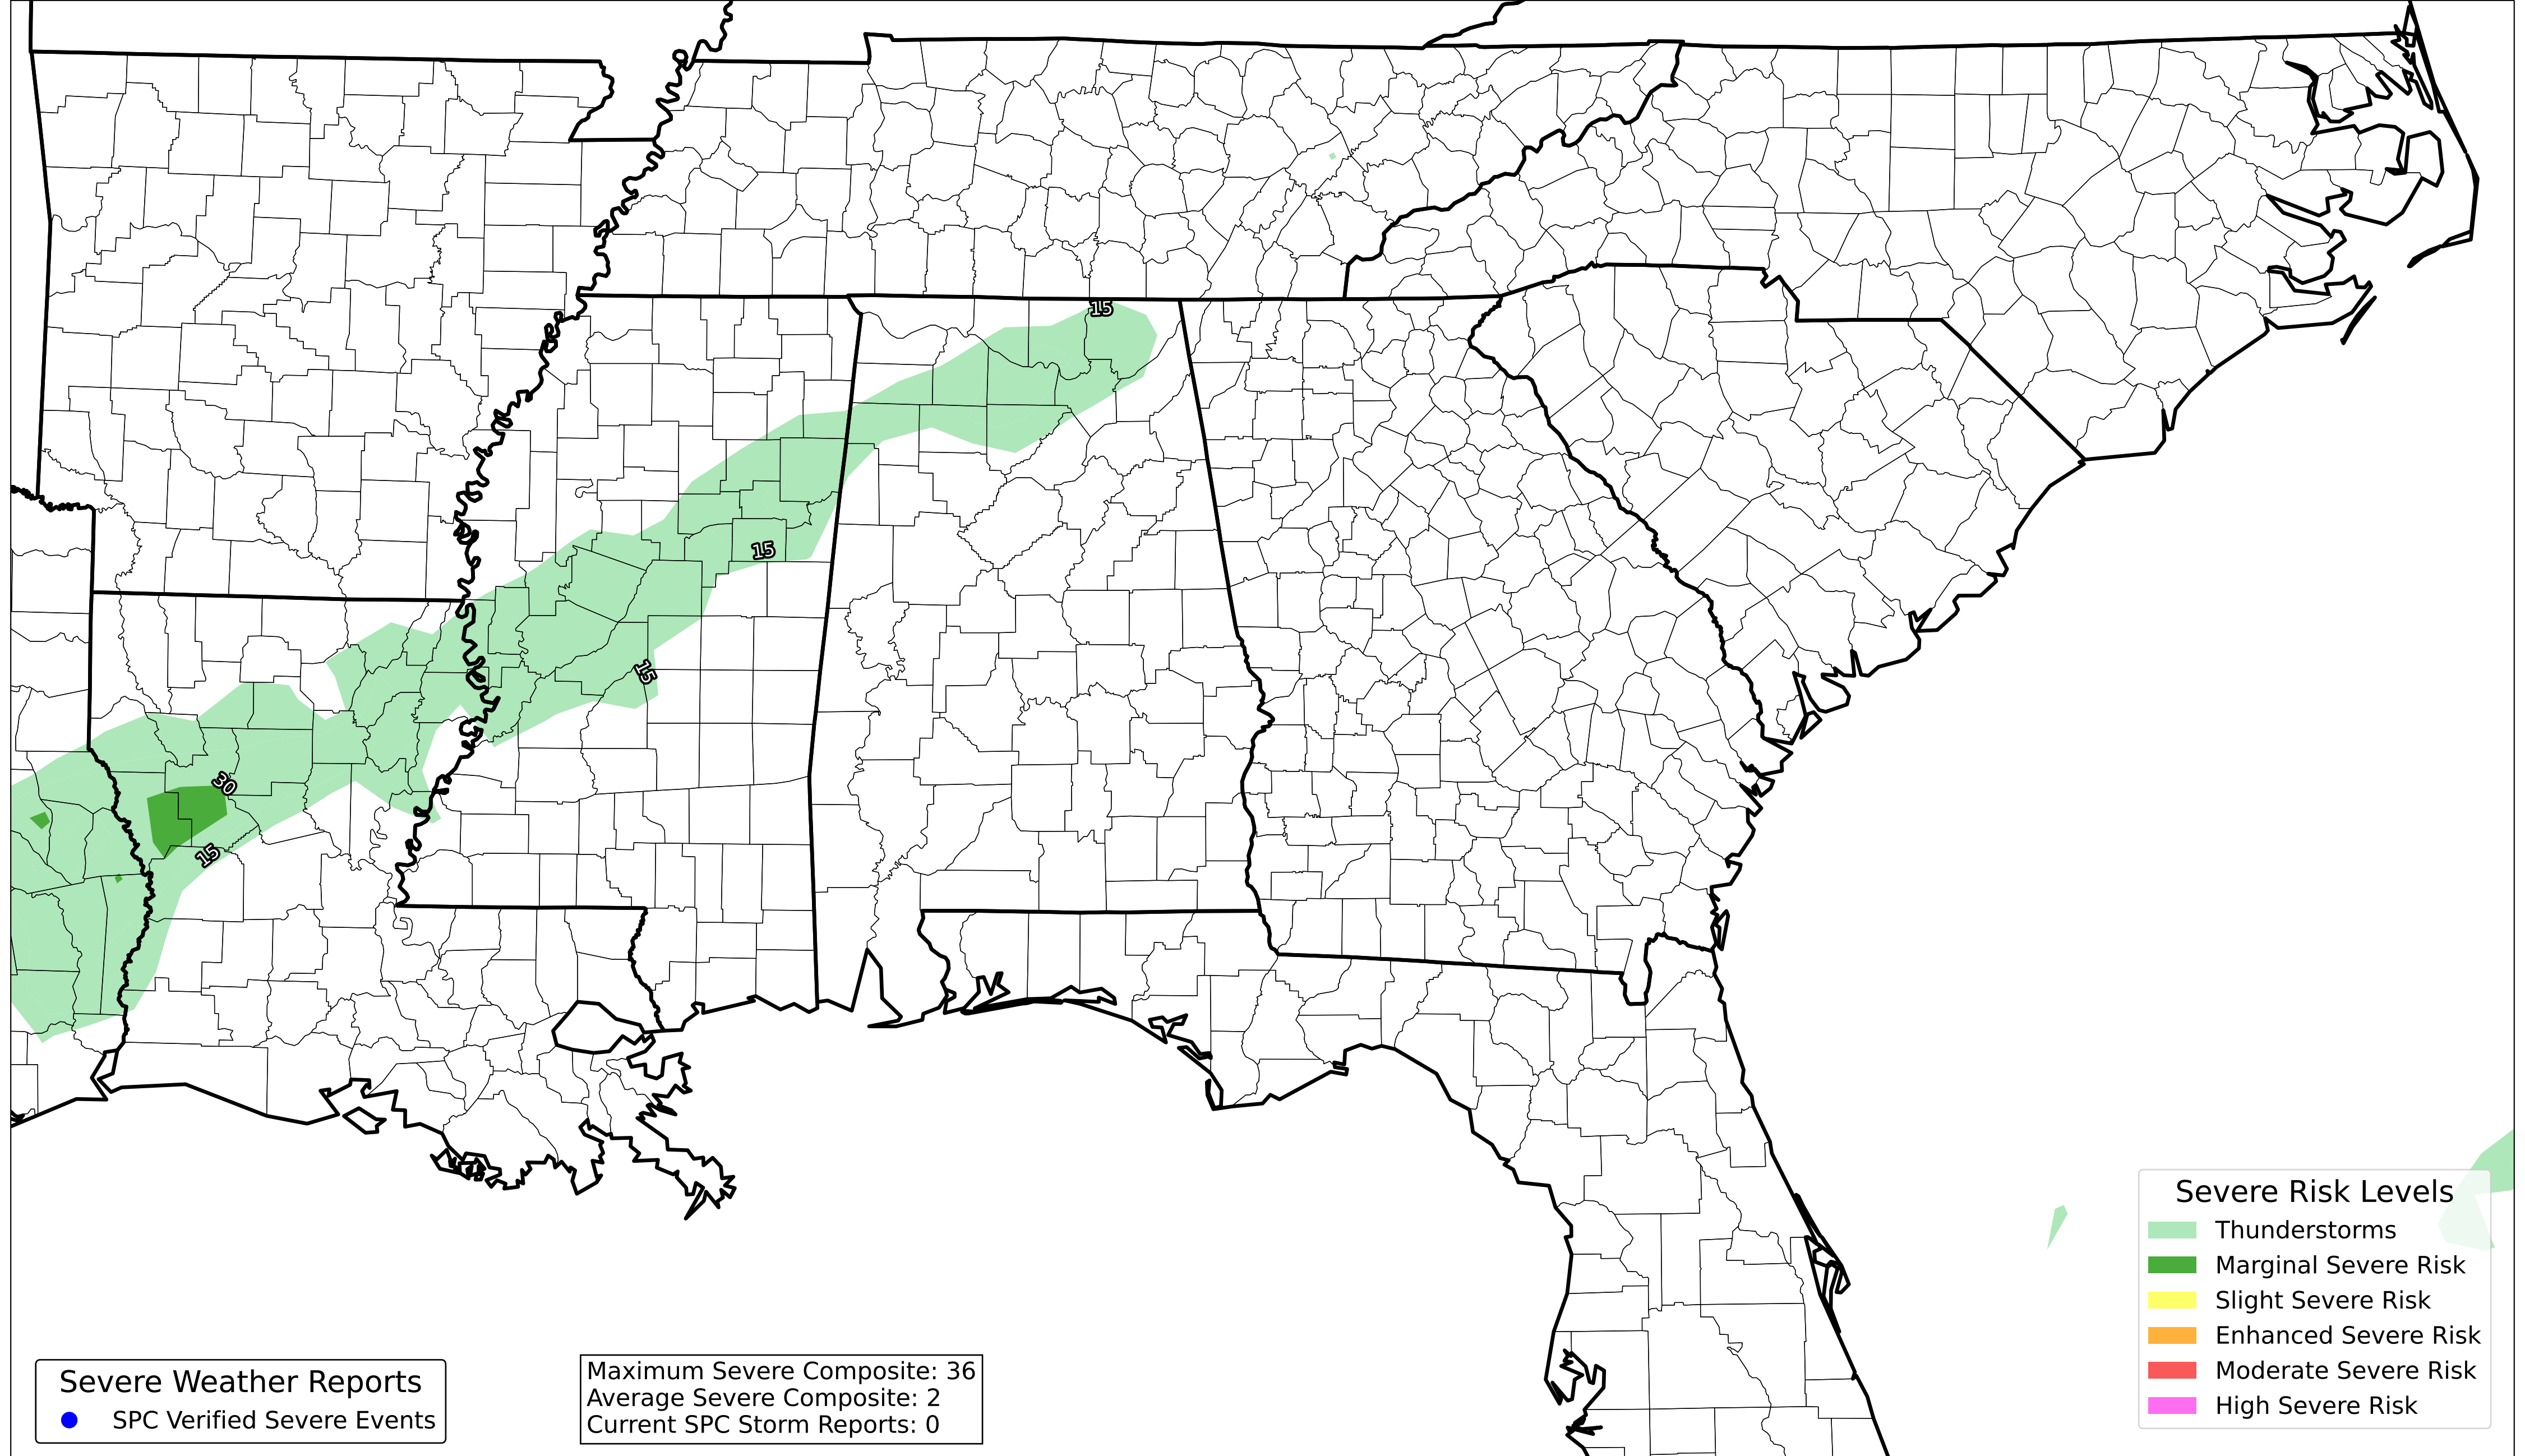 15
15
15
30
15
Severe Risk Levels
Thunderstorms
Marginal Severe Risk
Slight Severe Risk
Enhanced Severe Risk
Moderate Severe Risk
High Severe Risk
Severe Weather Reports
SPC Verified Severe Events
Maximum Severe Composite: 36
Average Severe Composite: 2
Current SPC Storm Reports: 0